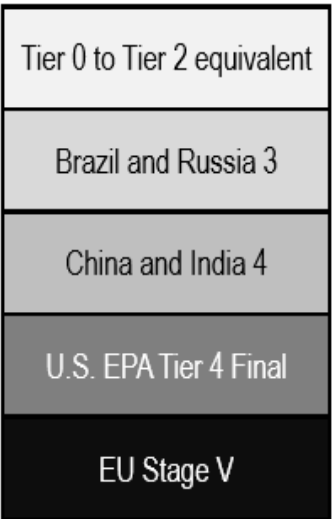 Tier 0 to Tier 2 equivalent
Brazil and Russia 3
China and India 4
U.S. EPA Tier 4 Final
EU Stage V